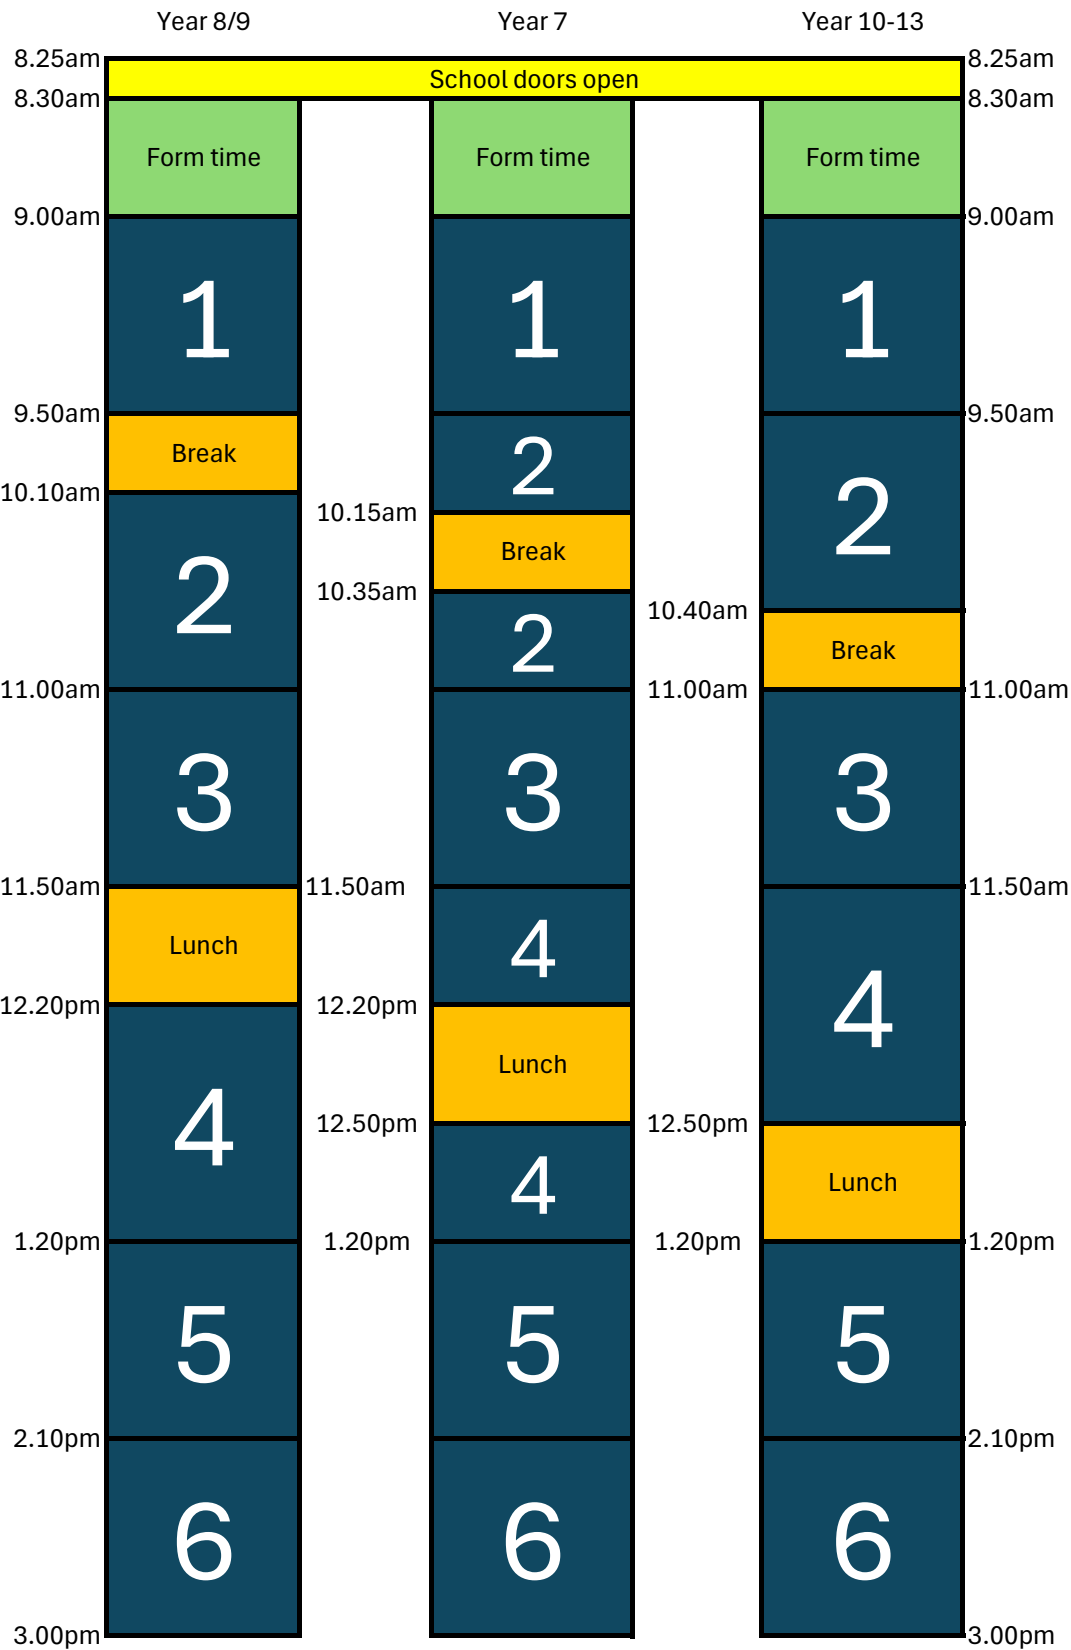 Year 8/9 Year 7 Year 10-13
8.25am 8.25am
School doors open
8.30am 8.30am
Form time Form time Form time
9.00am 9.00am
1 1 1
9.50am 9.50am
Break 2
10.10am
10.15am 2
2 Break
10.35am
10.40am
2 Break
11.00am 11.00am 11.00am
3 3 3
11.50am 11.50am 11.50am
Lunch 4
12.20pm 12.20pm
4
Lunch
12.50pm 12.50pm
4
4 Lunch
1.20pm 1.20pm 1.20pm 1.20pm
5 5 5
2.10pm 2.10pm
6 6 6
3.00pm 3.00pm